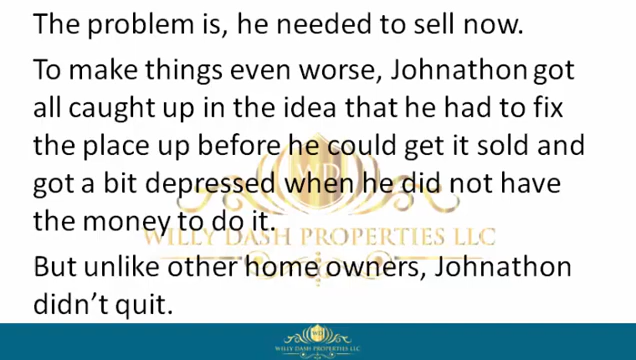 The problem is, he needed to sell now.
To make things even worse, Johnathon got
all caught up in the idea that he had to fix
the place up before he could get it sold and
got a bit depressed when he did not have
the money to do it.
WD
WILLY DASH PROPERTIES LLC
But unlike other home owners, Johnathon
didn’t quit.
WD
WILLY DASH PROPERTIES LLC